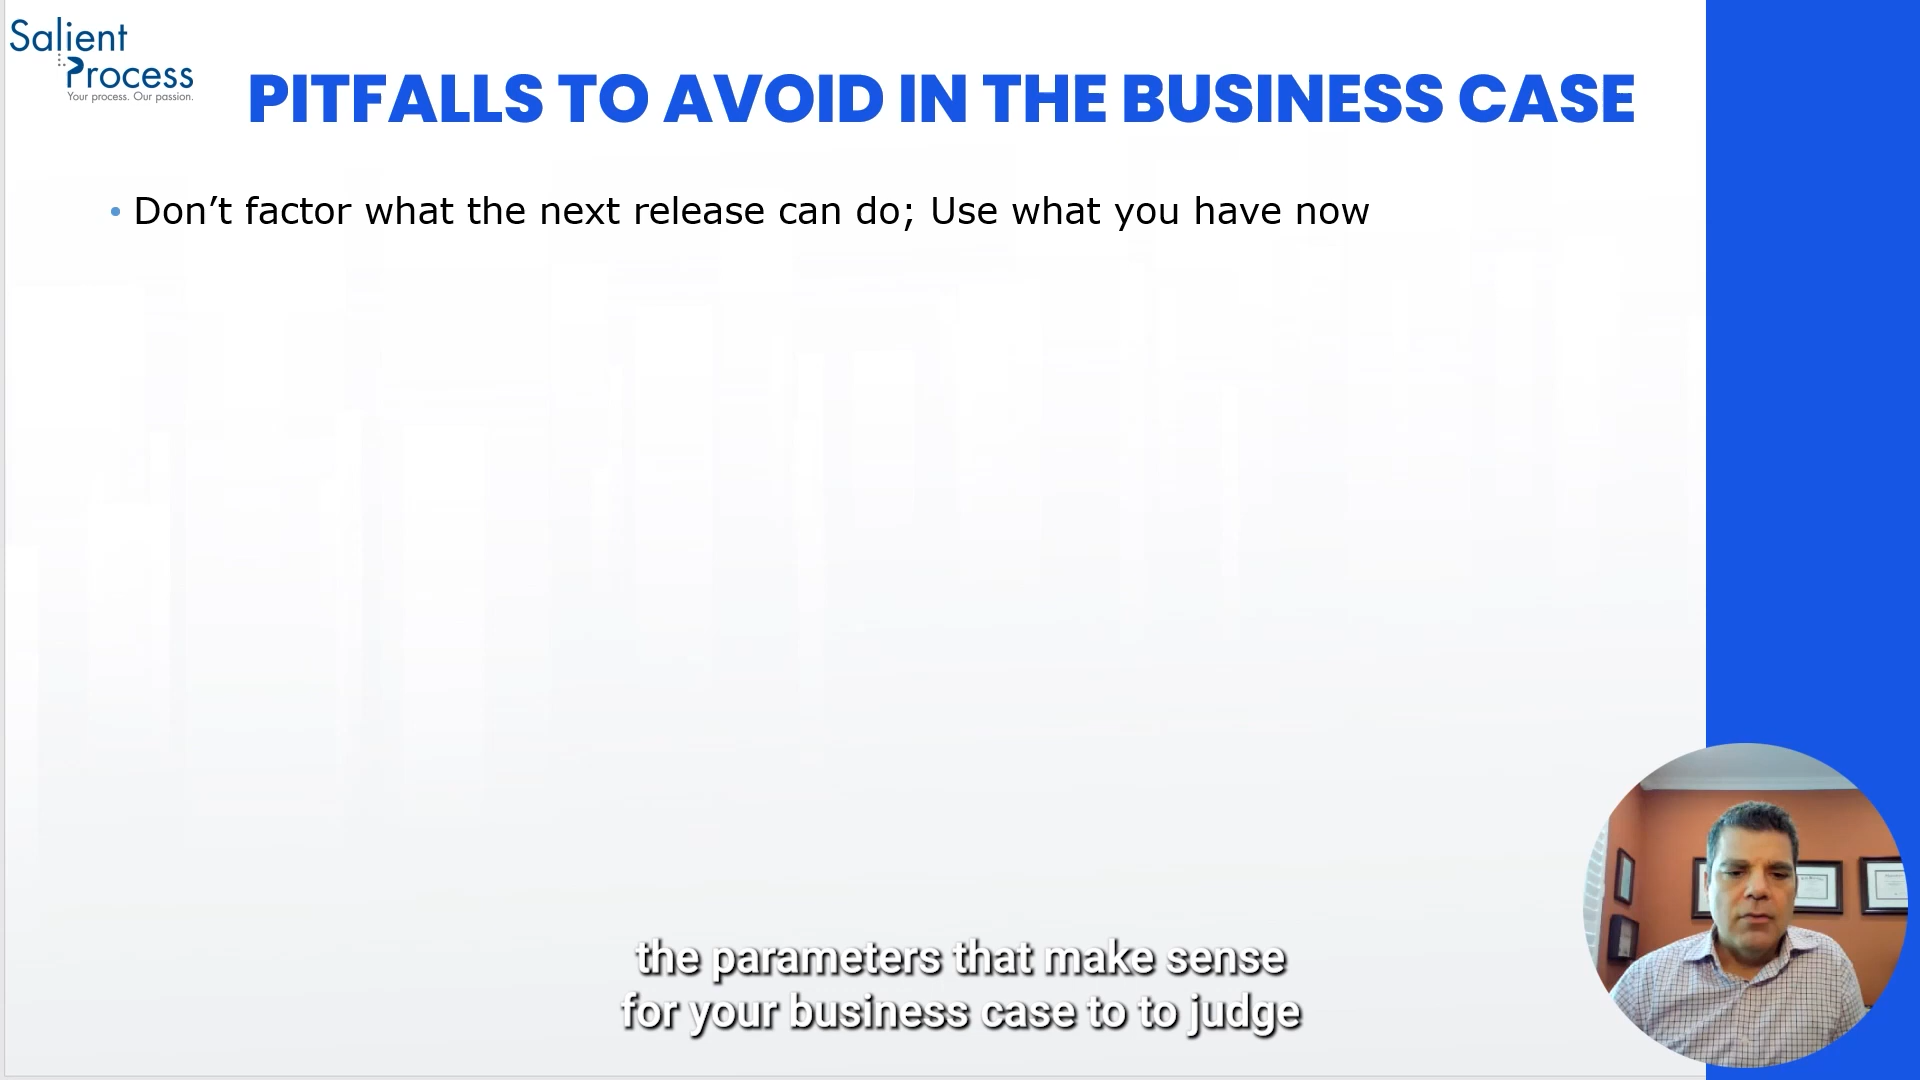 Salient
Process
Your process. Our passion.
PITFALLS TO AVOID IN THE BUSINESS CASE
• Don’t factor what the next release can do; Use what you have now
the parameters that make sense
for your business case to to judge